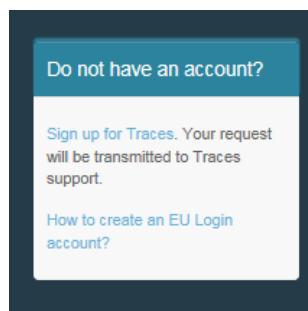 Do not have an account?
Sign up for Traces. Your request
will be transmitted to Traces
support.
How to create an EU Login
account?